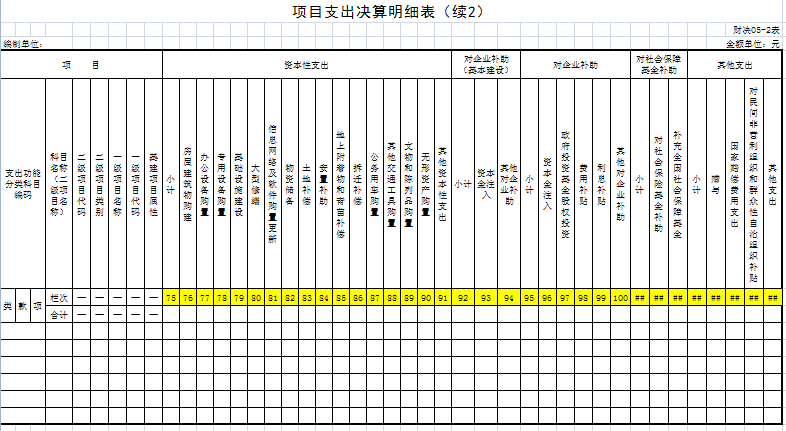 项目支出决算明细表（续2）
财决05-2表
编制单位：
金额单位：元
项 目
资本性支出
对企业补助（基本建设）
对企业补助
对社会保障基金补助
其他支出
支出功能分类科目编码
科目名称（二级项目名称）
二级项目代码
二级项目类别
一级项目名称
一级项目代码
基建项目属性
小计
房屋建筑物购建
办公设备购置
专用设备购置
基础设施建设
大型修缮
信息网络及软件购置更新
物资储备
土地补偿
安置补助
地上附着物和青苗补偿
拆迁补偿
公务用车购置
其他交通工具购置
文物和陈列品购置
无形资产购置
其他资本性支出
小计
资本金注入
其他对企业补助
小计
资本金注入
政府投资基金股权投资
费用补贴
利息补贴
其他对企业补助
小计
对社会保险基金补助
补充全国社会保障基金
小计
赠与
国家赔偿费用支出
对民间非营利组织和群众性自治组织补贴
其他支出
类 款 项 栏次 — — — — — 75 76 77 78 79 80 81 82 83 84 85 86 87 88 89 90 91 92 93 94 95 96 97 98 99 100 ## ## ## ## ## ## ## ##
合计 — — — — —